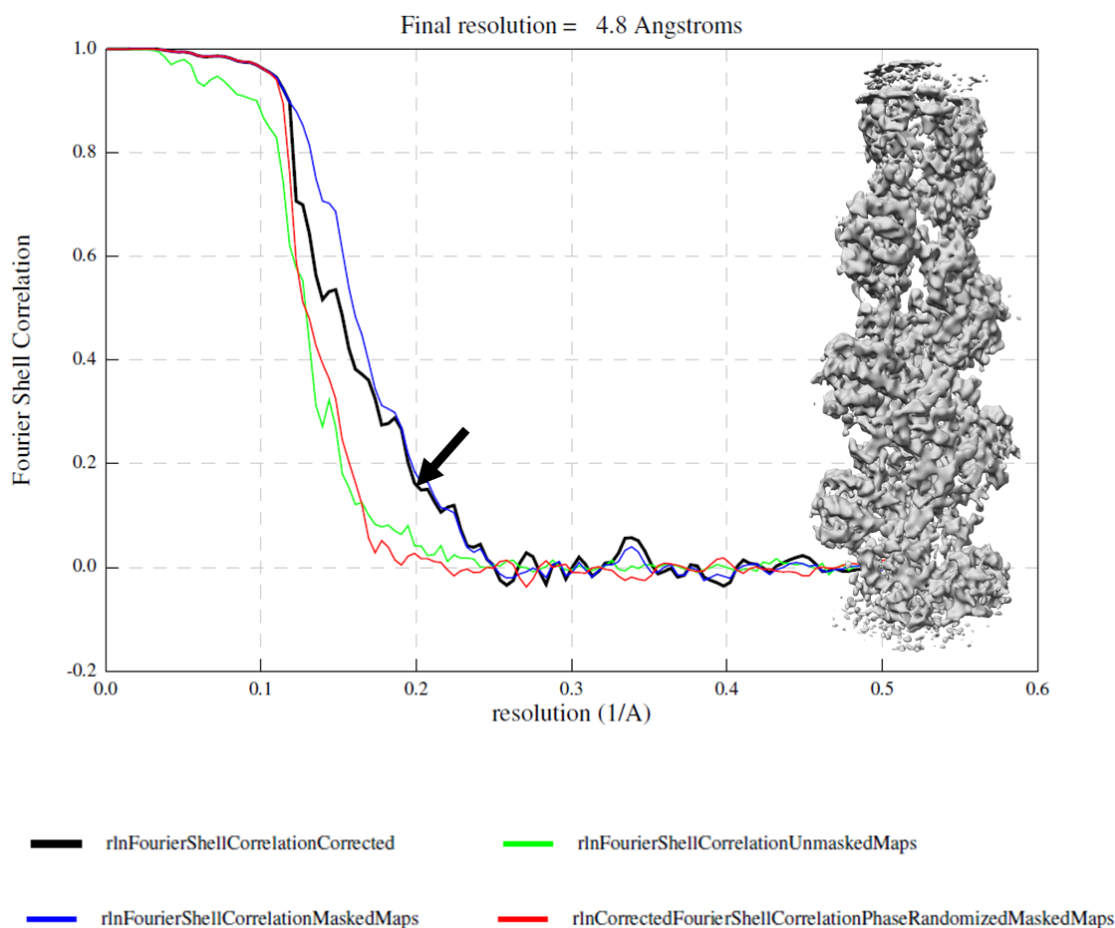 Final resolution = 4.8 Angstroms
1.0
0.8
0.6
0.4
0.2
0.0
-0.2
Fourier Shell Correlation
0.0 0.1 0.2 0.3 0.4 0.5 0.6
resolution (1/A)
rlnFourierShellCorrelationCorrected rlnFourierShellCorrelationUnmaskedMaps
rlnFourierShellCorrelationMaskedMaps rlnCorrectedFourierShellCorrelationPhaseRandomizedMaskedMaps